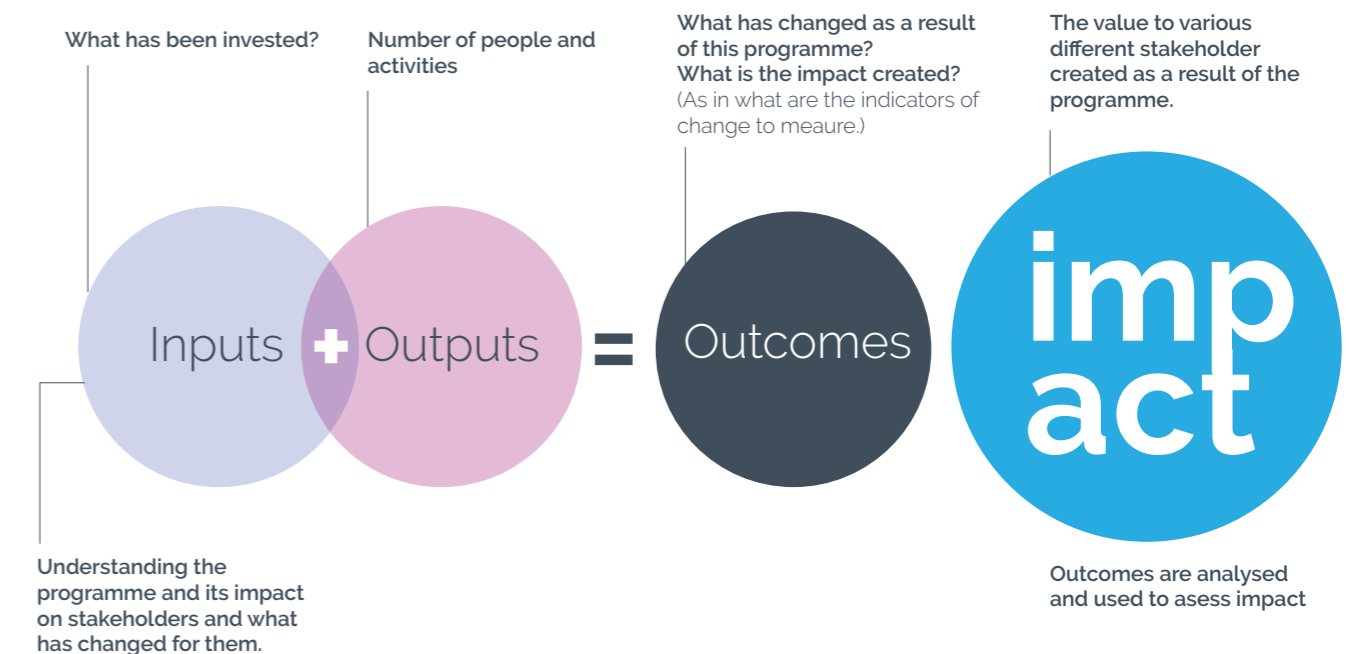 What has been invested?
Number of people and
activities
What has changed as a result
of this programme?
What is the impact created?
(As in what are the indicators of
change to meaure.)
The value to various
different stakeholder
created as a result of the
programme.
Inputs + Outputs = Outcomes
imp
act
Understanding the
programme and its impact
on stakeholders and what
has changed for them.
Outcomes are analysed
and used to asess impact